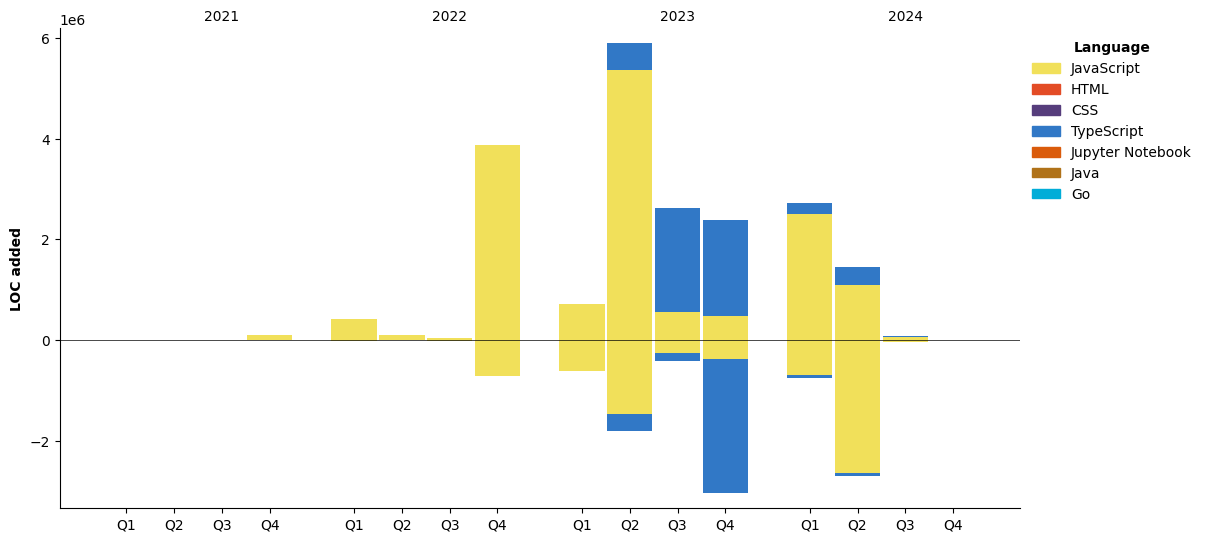 2021 2022 2023 2024
1e6
6
4
2
0
−2
LOC added
Q1 Q2 Q3 Q4 Q1 Q2 Q3 Q4 Q1 Q2 Q3 Q4 Q1 Q2 Q3 Q4
Language
JavaScript
HTML
CSS
TypeScript
Jupyter Notebook
Java
Go